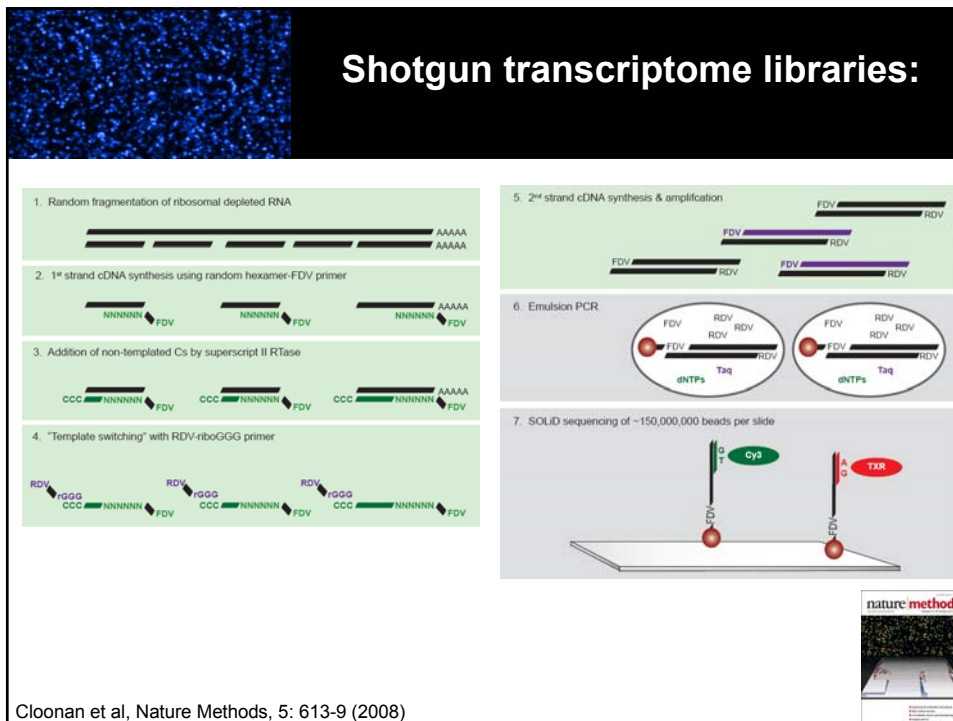 Shotgun transcriptome libraries:
1. Random fragmentation of ribosomal depleted RNA
AAAAA
AAAAA
2. 1st strand cDNA synthesis using random hexamer-FDV primer
AAAAA
NNNNNN FDV NNNNNN FDV NNNNNN FDV
3. Addition of non-templated Cs by superscript II RTase
AAAAA
CCC NNNNNN FDV CCC NNNNNN FDV CCC NNNNNN FDV
4. "Template switching" with RDV-riboGGG primer
RDV RDV RDV
rGGG rGGG rGGG
CCC NNNNNN FDV CCC NNNNNN FDV CCC NNNNNN FDV
5. 2nd strand cDNA synthesis & amplifcation
FDV
RDV
FDV
RDV
FDV FDV
RDV RDV
6. Emulsion PCR
FDV RDV RDV RDV FDV RDV RDV RDV
FDV RDV FDV RDV
Taq Taq
dNTPs dNTPs
7. SOLiD sequencing of ~150,000,000 beads per slide
G T Cy3
A G TXR
FDV FDV
nature method
Cloonan et al, Nature Methods, 5: 613-9 (2008)